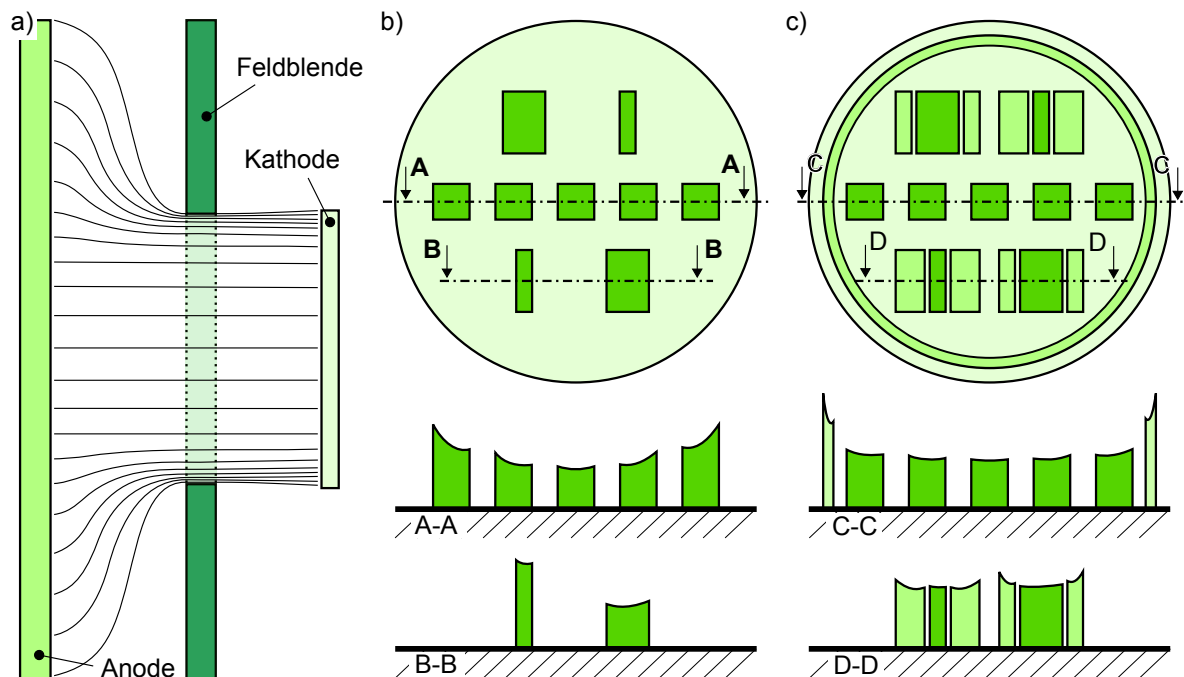 a)
Feldblende
Kathode
Anode
b)
A
A
B
B
A-A
B-B
c)
C
C
D
D
C-C
D-D